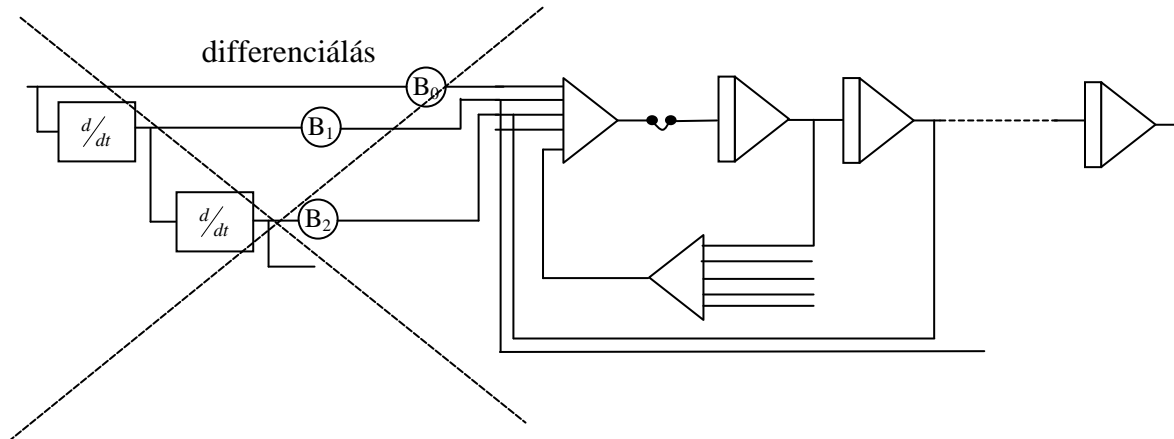 differenciálás
B₀
d/dt
B₁
d/dt
B₂